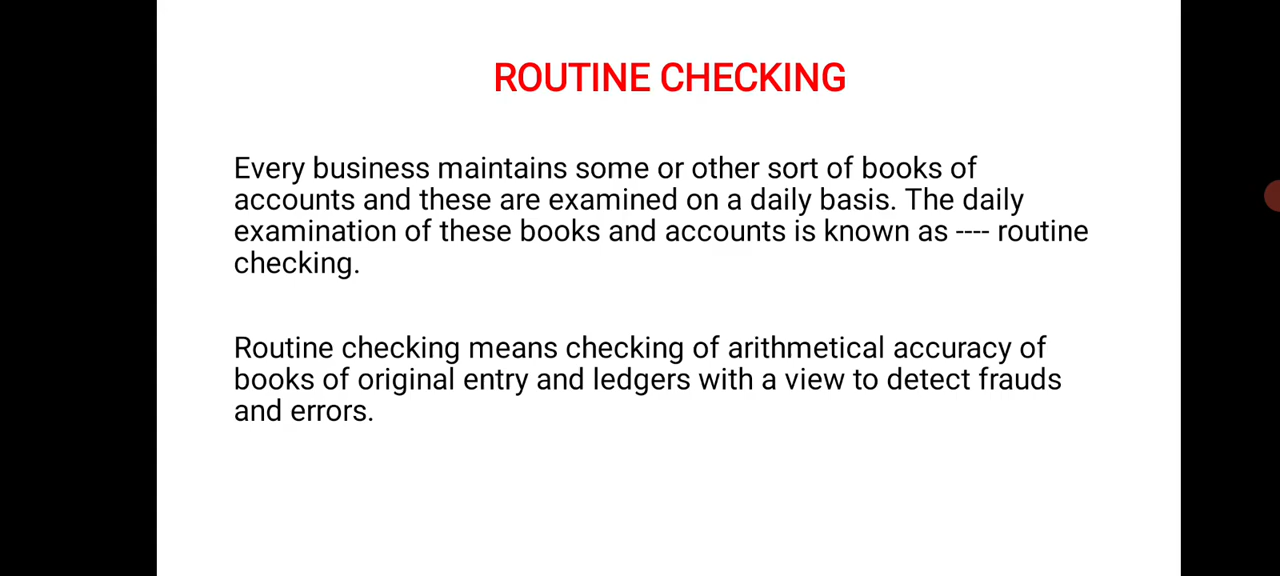 ROUTINE CHECKING
Every business maintains some or other sort of books of
accounts and these are examined on a daily basis. The daily
examination of these books and accounts is known as ---- routine
checking.
Routine checking means checking of arithmetical accuracy of
books of original entry and ledgers with a view to detect frauds
and errors.